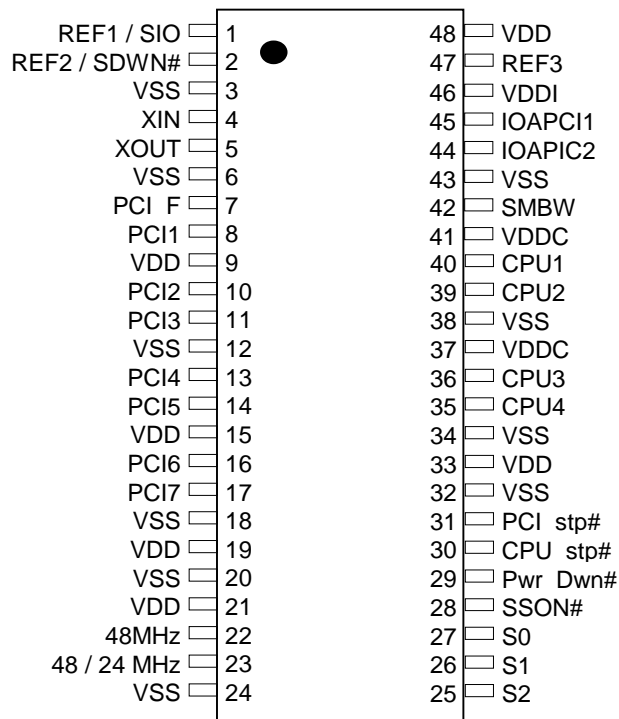 REF1 / SIO 1 48 VDD
REF2 / SDWN# 2 47 REF3
VSS 3 46 VDDI
XIN 4 45 IOAPCI1
XOUT 5 44 IOAPIC2
VSS 6 43 VSS
PCI F 7 42 SMBW
PCI1 8 41 VDDC
VDD 9 40 CPU1
PCI2 10 39 CPU2
PCI3 11 38 VSS
VSS 12 37 VDDC
PCI4 13 36 CPU3
PCI5 14 35 CPU4
VDD 15 34 VSS
PCI6 16 33 VDD
PCI7 17 32 VSS
VSS 18 31 PCI stp#
VDD 19 30 CPU stp#
VSS 20 29 Pwr Dwn#
VDD 21 28 SSON#
48MHz 22 27 S0
48 / 24 MHz 23 26 S1
VSS 24 25 S2